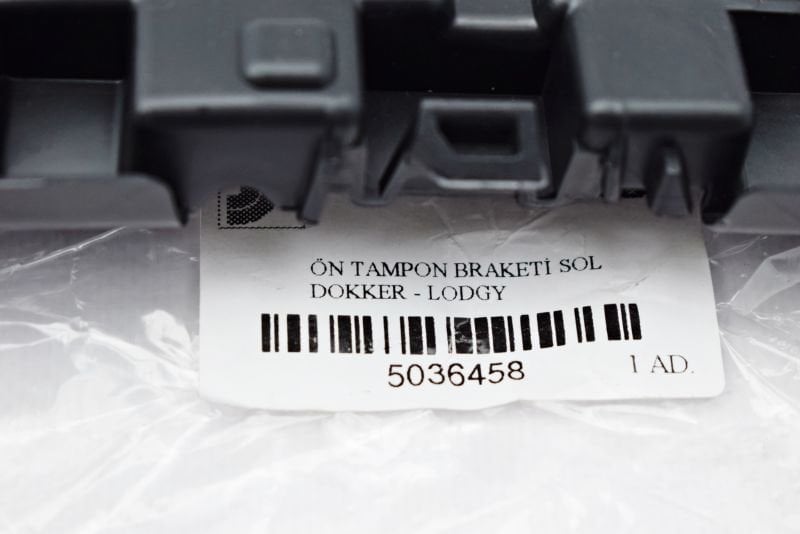 ÖN TAMPON BRAKETİ SOL
DOKKER - LODGY
5036458
1 AD.